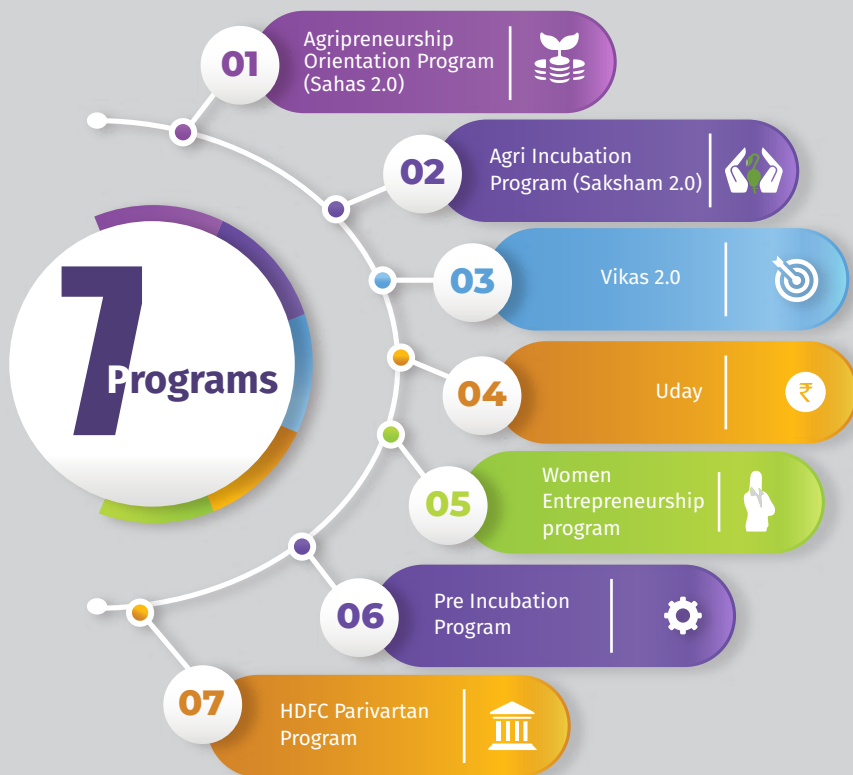 01
Agripreneurship
Orientation Program
(Sahas 2.0)
02
Agri Incubation
Program (Saksham 2.0)
03
Vikas 2.0
7
Programs
04
Uday
₹
05
Women
Entrepreneurship
program
06
Pre Incubation
Program
07
HDFC Parivartan
Program